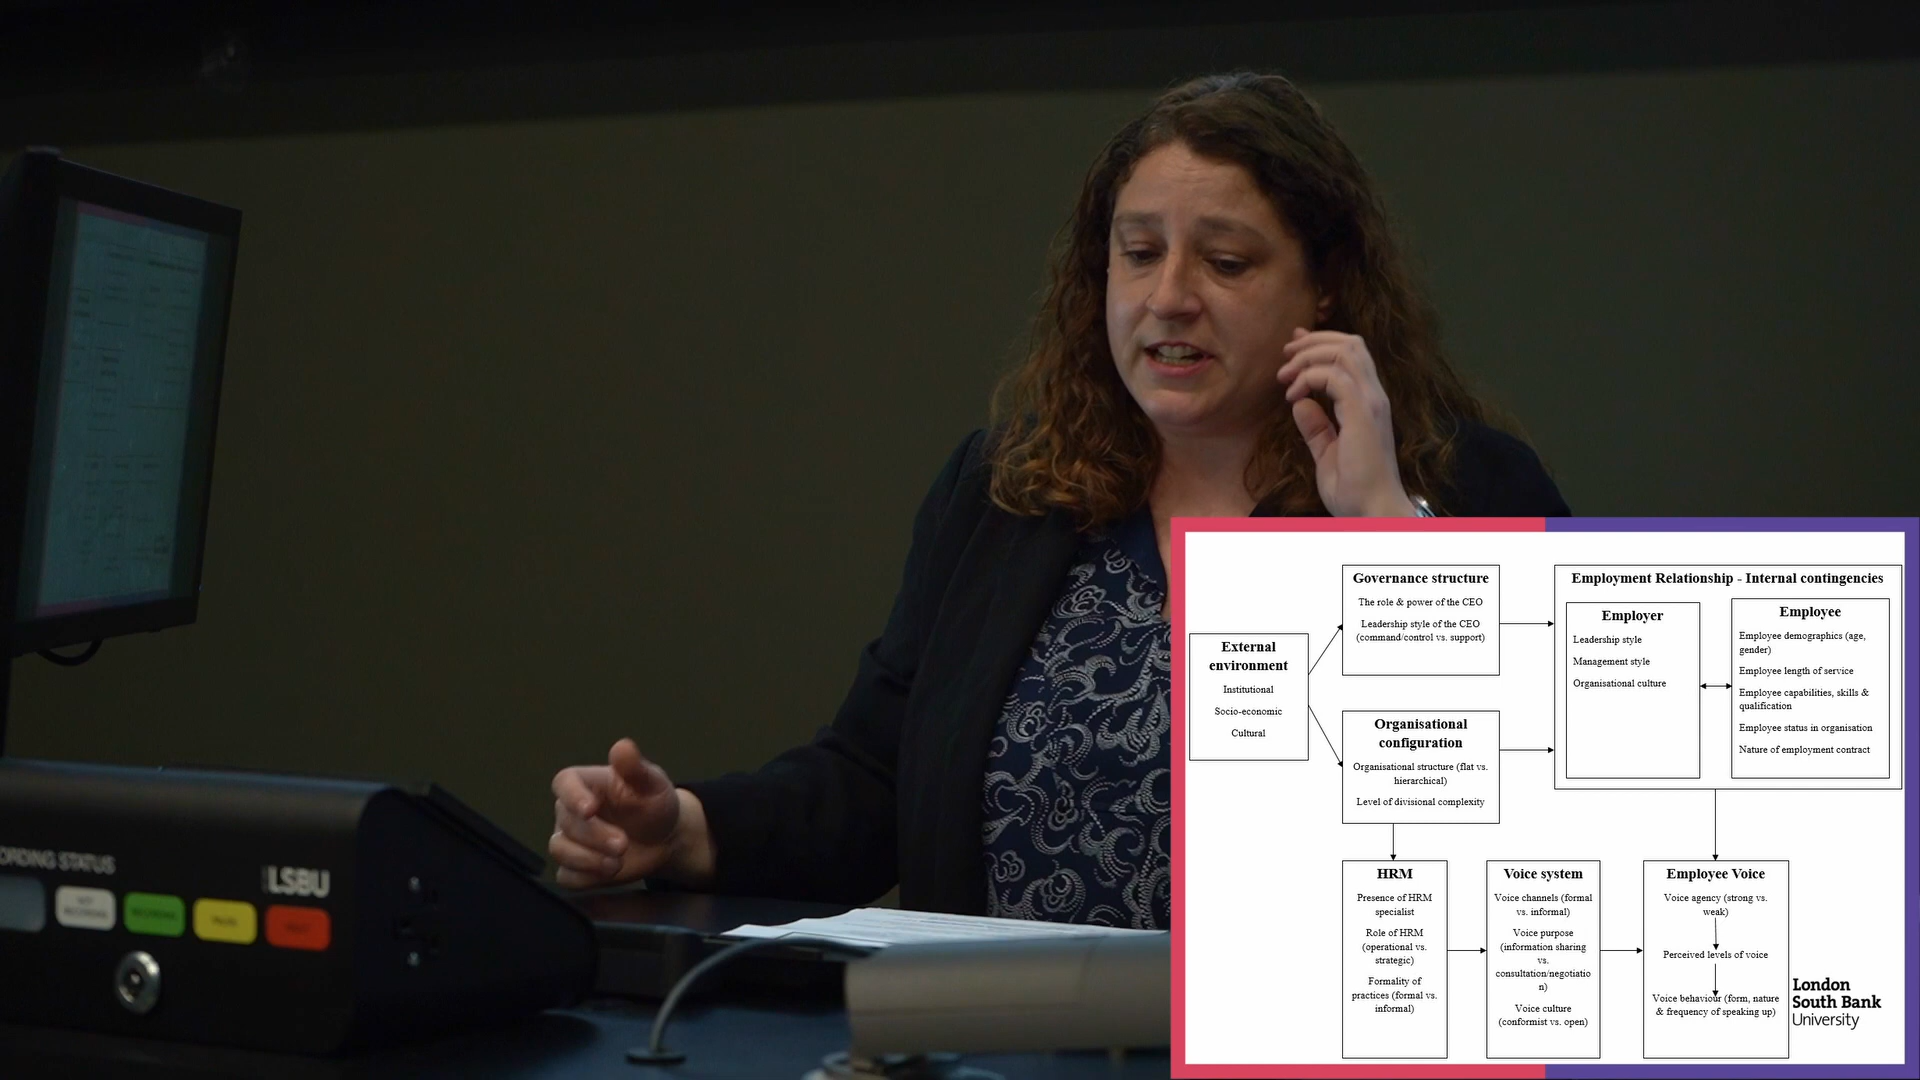 ORDING STATUS
LSBU
Governance structure
The role & power of the CEO
Leadership style of the CEO
(command/control vs. support)
External
environment
Institutional
Socio-economic
Cultural
Organisational
configuration
Organisational structure (flat vs.
hierarchical)
Level of divisional complexity
Employment Relationship - Internal contingencies
Employer
Leadership style
Management style
Organisational culture
Employee
Employee demographics (age,
gender)
Employee length of service
Employee capabilities, skills &
qualification
Employee status in organisation
Nature of employment contract
HRM
Presence of HRM
specialist
Role of HRM
(operational vs.
strategic)
Formality of
practices (formal vs.
informal)
Voice system
Voice channels (formal
vs. informal)
Voice purpose
(information sharing
vs.
consultation/negotiatio
n)
Voice culture
(conformist vs. open)
Employee Voice
Voice agency (strong vs.
weak)
Perceived levels of voice
Voice behaviour (form, nature
& frequency of speaking up)
London
South Bank
University